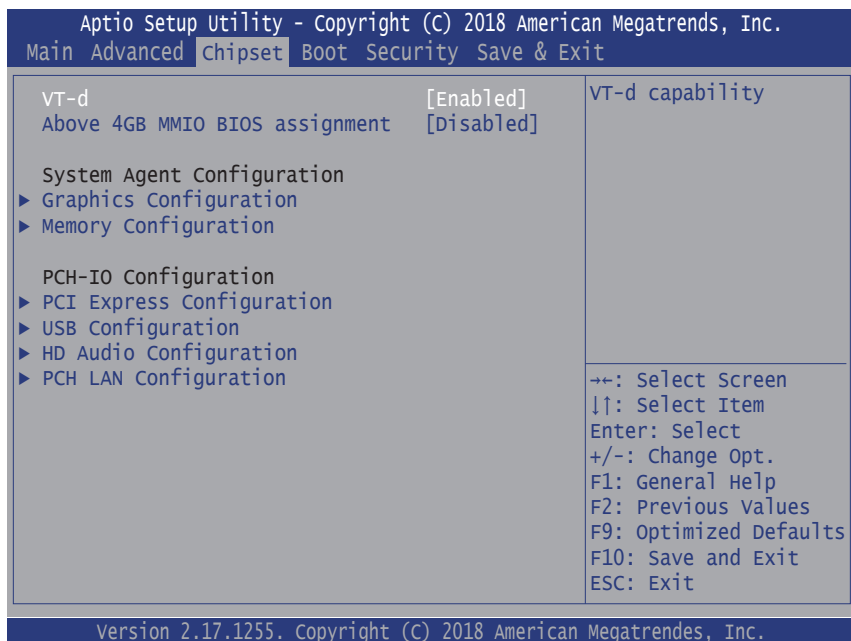 Aptio Setup Utility - Copyright (C) 2018 American Megatrends, Inc.
Main Advanced Chipset Boot Security Save & Exit
VT-d [Enabled]
Above 4GB MMIO BIOS assignment [Disabled]
System Agent Configuration
► Graphics Configuration
► Memory Configuration
PCH-IO Configuration
► PCI Express Configuration
► USB Configuration
► HD Audio Configuration
► PCH LAN Configuration
VT-d capability
→←: Select Screen
↓↑: Select Item
Enter: Select
+/-: Change Opt.
F1: General Help
F2: Previous Values
F9: Optimized Defaults
F10: Save and Exit
ESC: Exit
Version 2.17.1255. Copyright (C) 2018 American Megatrendes, Inc.